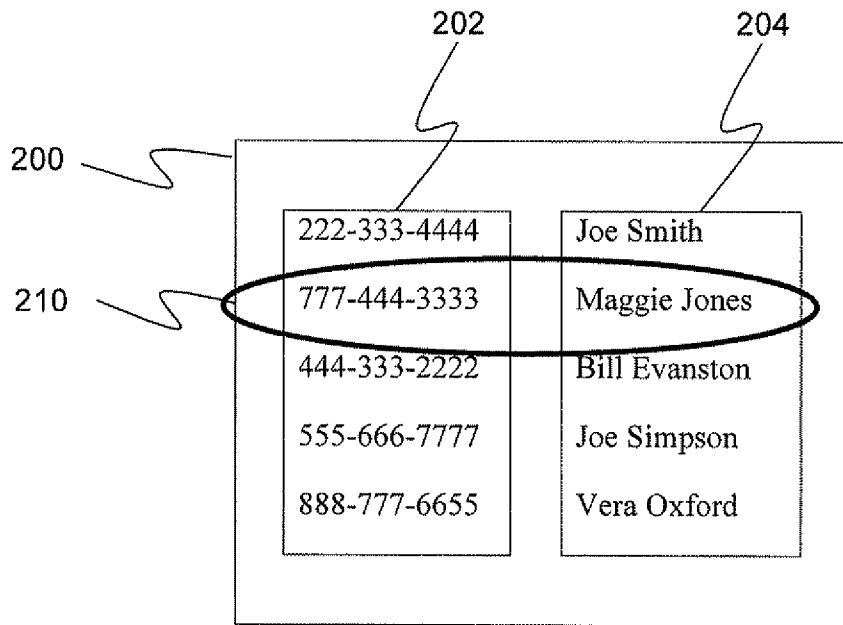 202 204
200
222-333-4444 Joe Smith
210 777-444-3333 Maggie Jones
444-333-2222 Bill Evanston
555-666-7777 Joe Simpson
888-777-6655 Vera Oxford